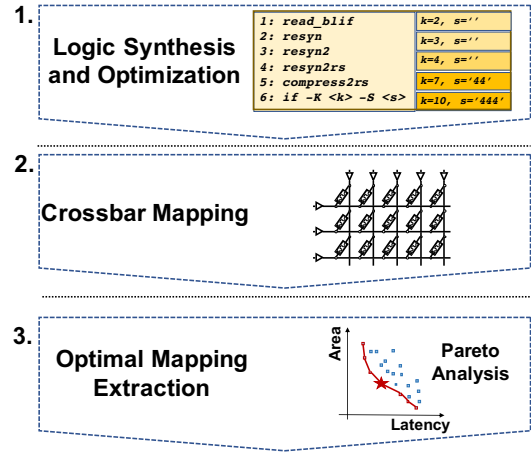 1.
Logic Synthesis
and Optimization
1: read_blif
2: resyn
3: resyn2
4: resyn2rs
5: compress2rs
6: if -K <k> -S <s>
k=2, s=‘’
k=3, s=‘’
k=4, s=‘’
k=7, s=‘44’
k=10, s=‘444’
2.
Crossbar Mapping
3.
Optimal Mapping
Extraction
Area
Latency
Pareto
Analysis